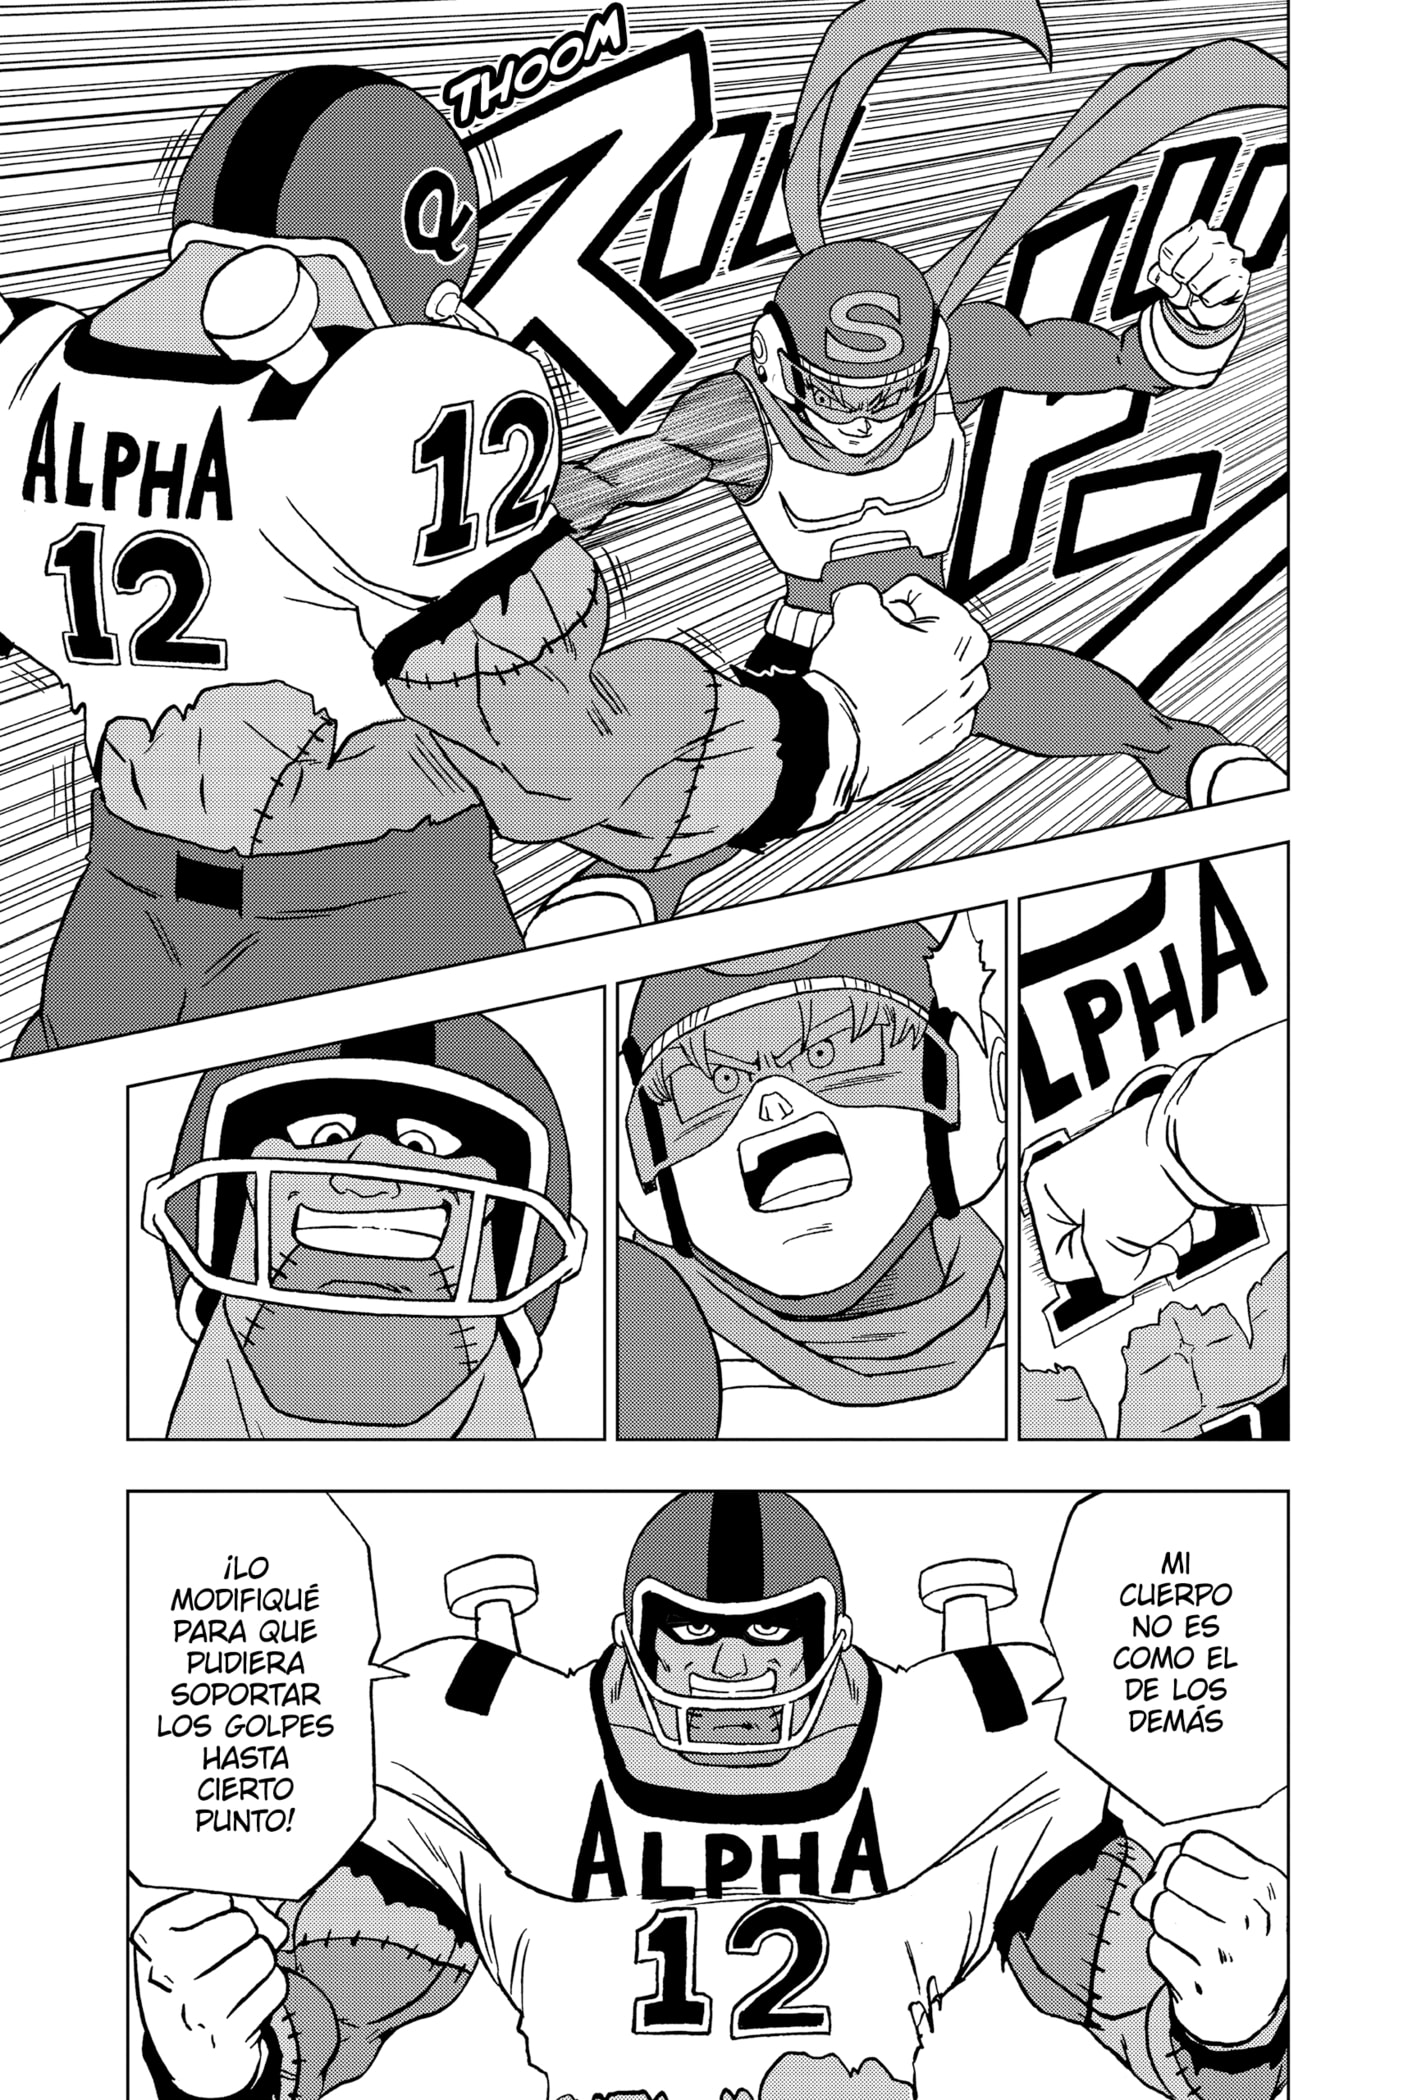 THOOM
Q
S
ALPHA
12
12
ALPHA
MI
CUERPO
NO ES
COMO EL
DE LOS
DEMÁS
¡LO
MODIFIQUÉ
PARA QUE
PUDIERA
SOPORTAR
LOS GOLPES
HASTA
CIERTO
PUNTO!
ALPHA
12